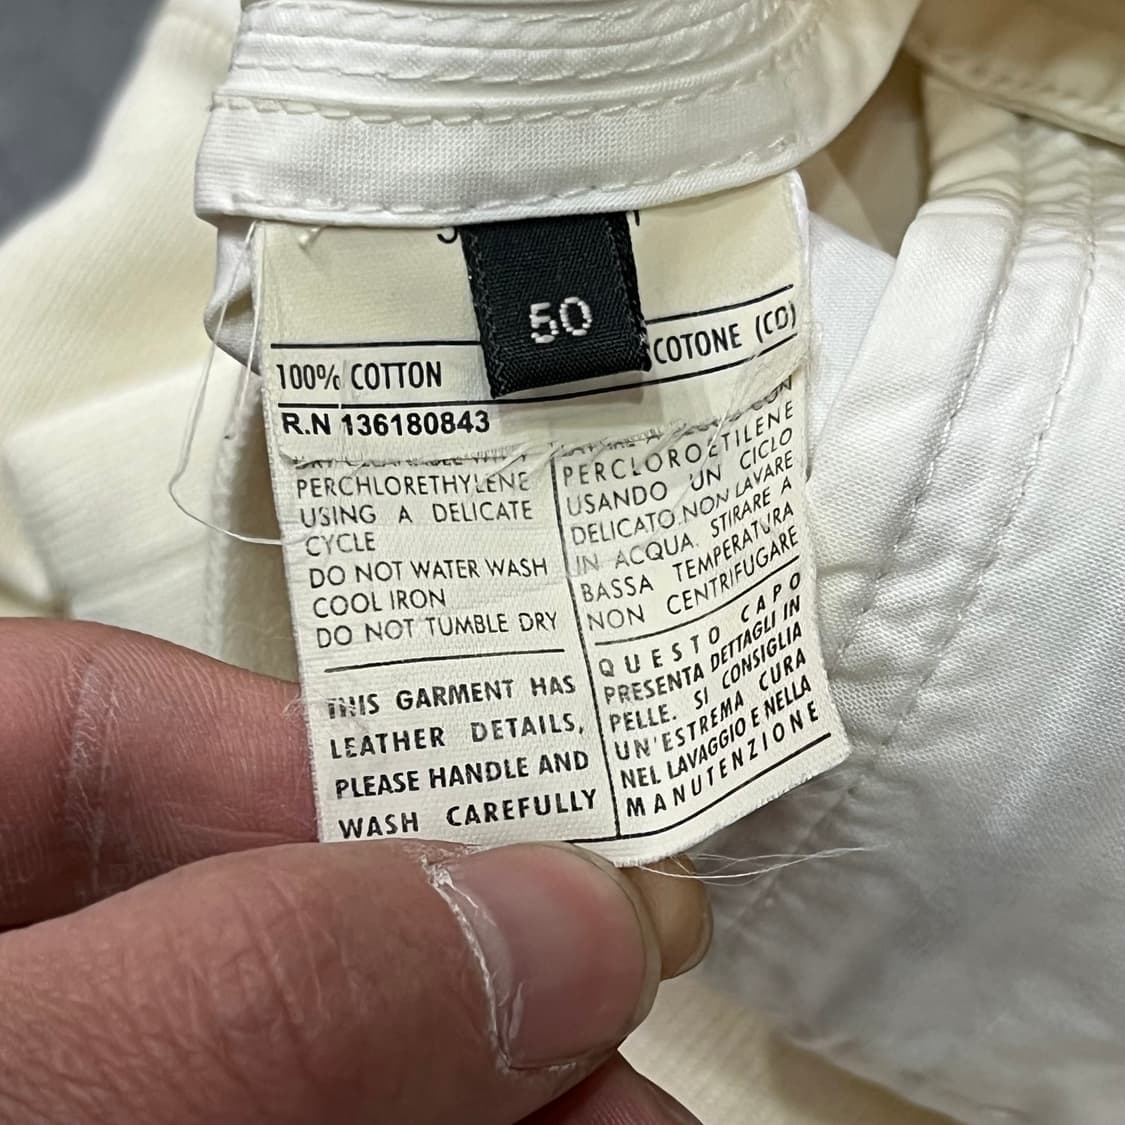 50
100% COTTON
COTONE (CO)
R.N 136180843
PERCHLORETHYLENE
USING A DELICATE
CYCLE
DO NOT WATER WASH
COOL IRON
DO NOT TUMBLE DRY
THIS GARMENT HAS
LEATHER DETAILS,
PLEASE HANDLE AND
WASH CAREFULLY
CON
PERCLOROETILENE
USANDO UN CICLO
DELICATO.NON LAVARE
IN ACQUA. STIRARE A
BASSA TEMPERATURA
NON CENTRIFUGARE
QUESTO CAPO
PRESENTA DETTAGLI IN
PELLE. SI CONSIGLIA
UN'ESTREMA CURA
NEL LAVAGGIO E NELLA
MANUTENZIONE